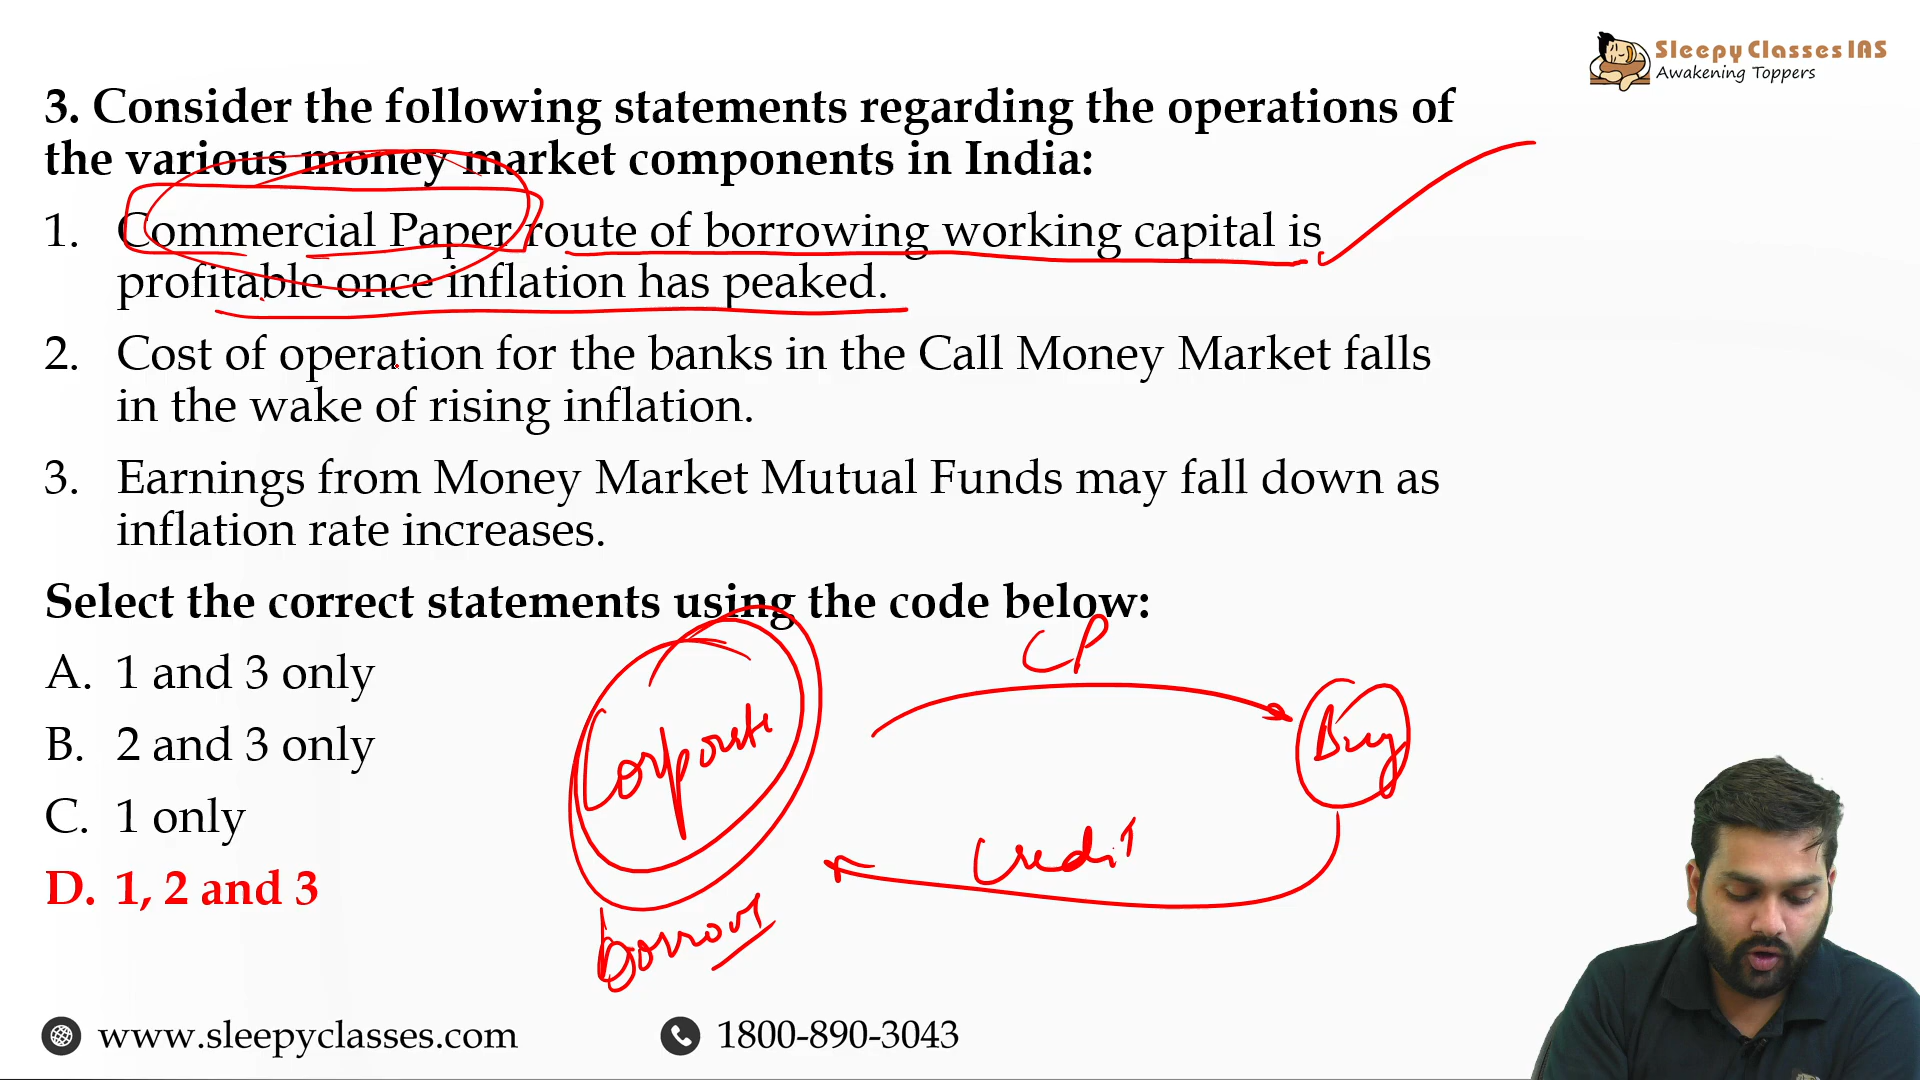 Sleepy Classes IAS
Awakening Toppers
3. Consider the following statements regarding the operations of
the various money market components in India:
1. Commercial Paper route of borrowing working capital is
profitable once inflation has peaked.
2. Cost of operation for the banks in the Call Money Market falls
in the wake of rising inflation.
3. Earnings from Money Market Mutual Funds may fall down as
inflation rate increases.
Select the correct statements using the code below:
A. 1 and 3 only
B. 2 and 3 only
C. 1 only
D. 1, 2 and 3
CP
Corporate
Buy
Credit
borrow
www.sleepyclasses.com
1800-890-3043